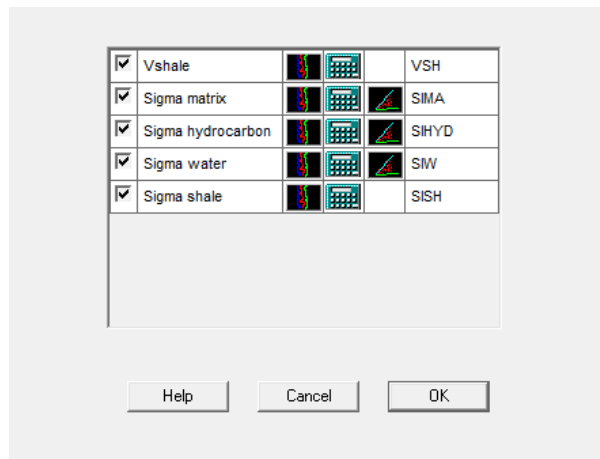 Vshale VSH
Sigma matrix SIMA
Sigma hydrocarbon SIHYD
Sigma water SIW
Sigma shale SISH
Help Cancel OK